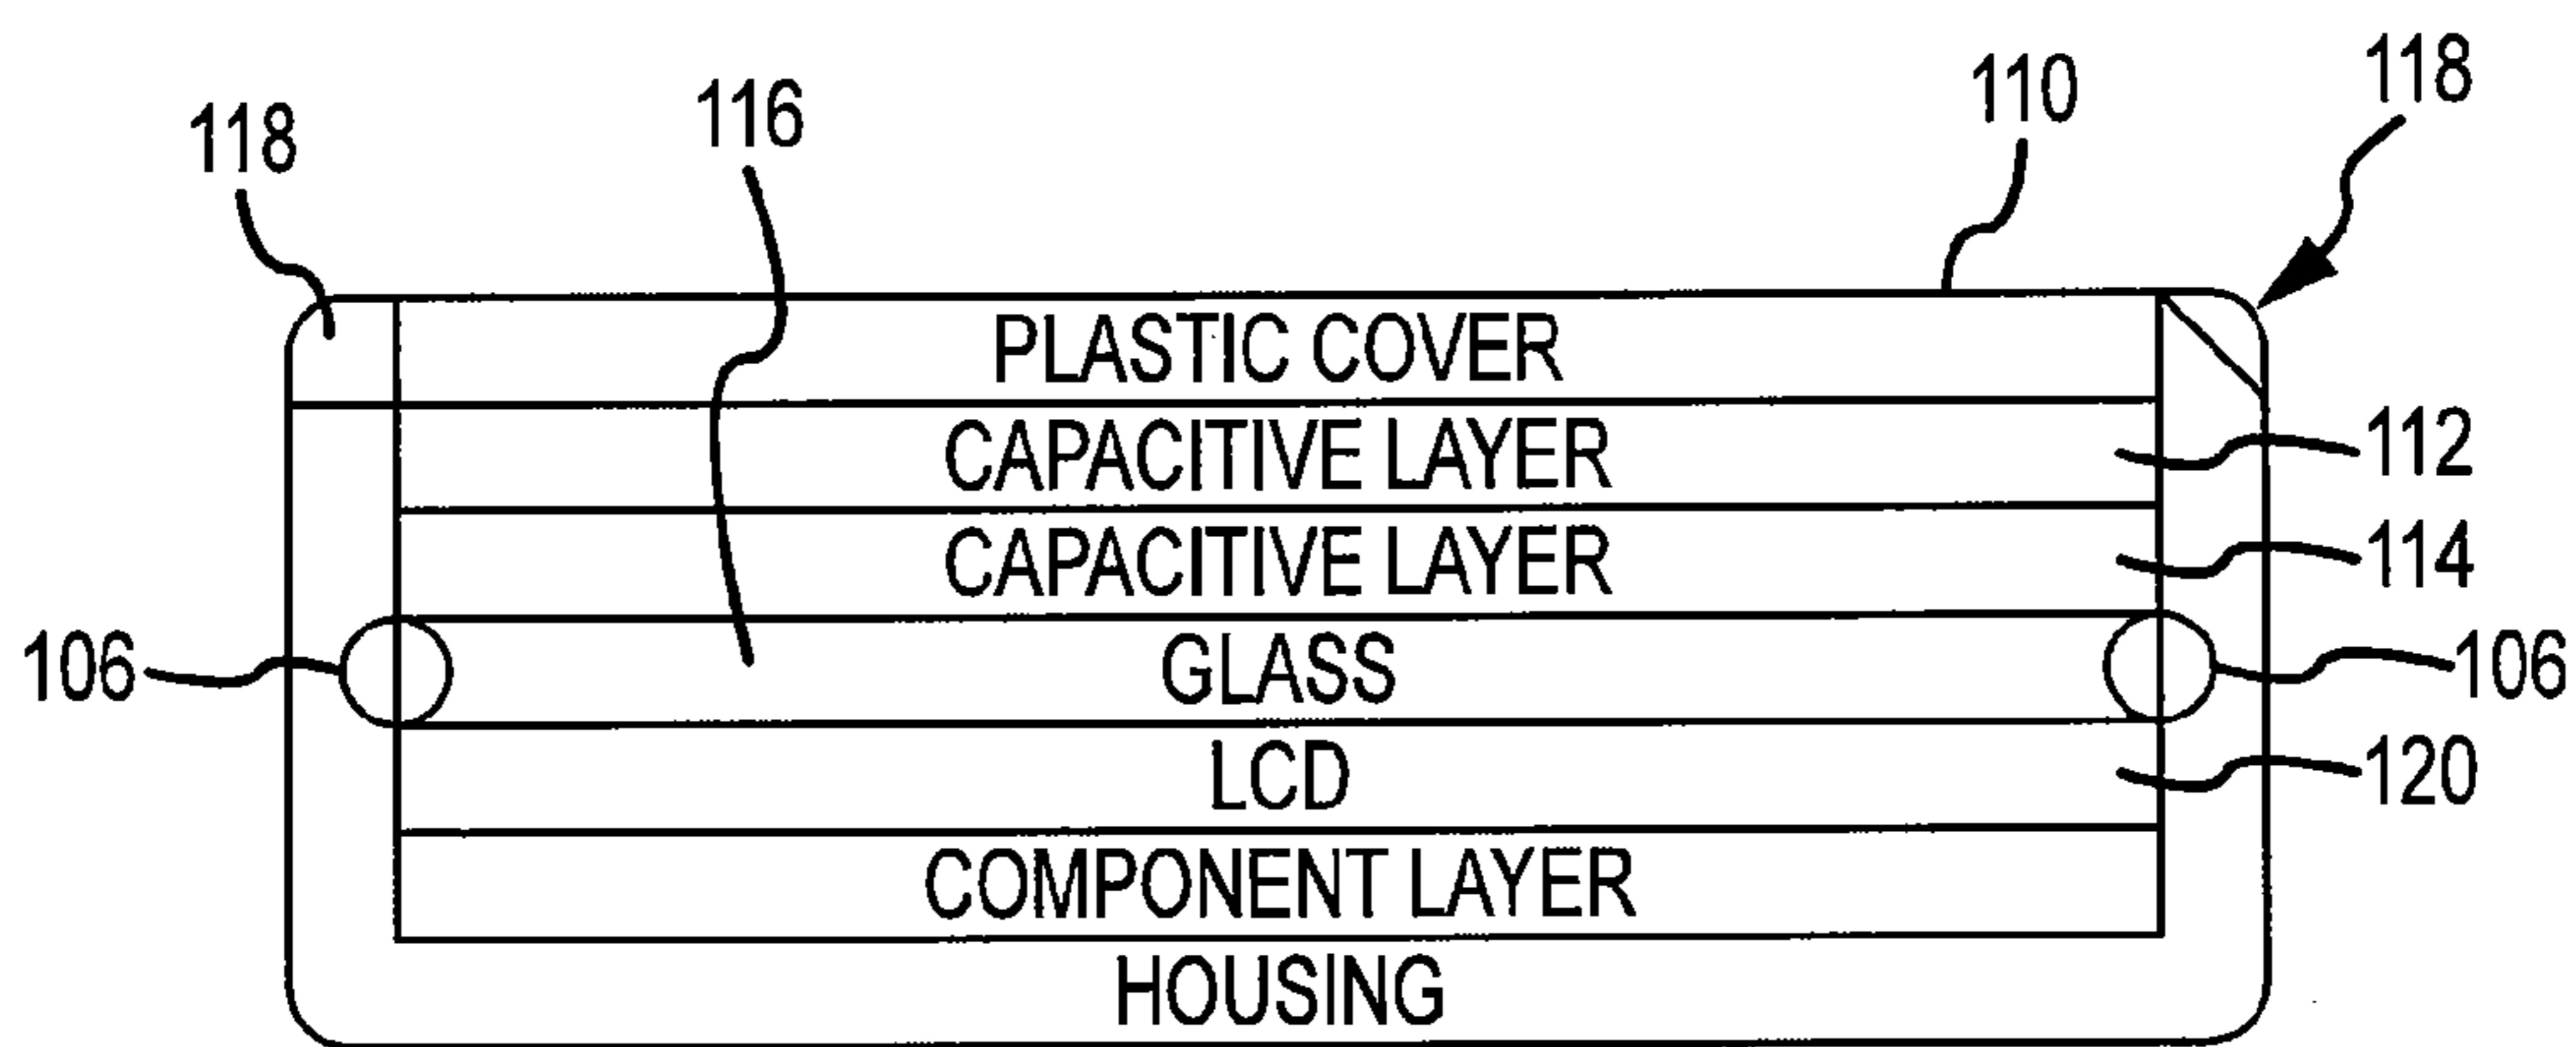 118
116
110
118
PLASTIC COVER
CAPACITIVE LAYER
112
CAPACITIVE LAYER
114
106
GLASS
106
LCD
120
COMPONENT LAYER
HOUSING